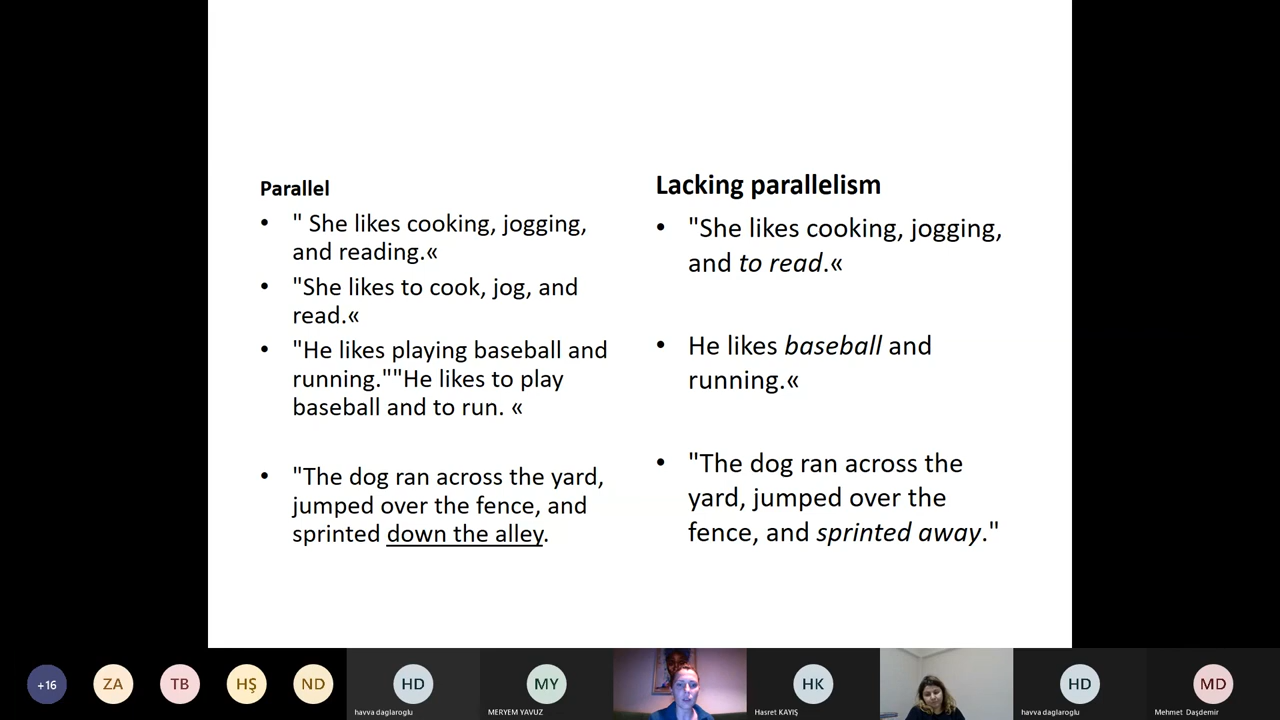 Parallel
• " She likes cooking, jogging,
and reading.«
• "She likes to cook, jog, and
read.«
• "He likes playing baseball and
running.""He likes to play
baseball and to run. «
• "The dog ran across the yard,
jumped over the fence, and
sprinted down the alley.
Lacking parallelism
• "She likes cooking, jogging,
and to read.«
• He likes baseball and
running.«
• "The dog ran across the
yard, jumped over the
fence, and sprinted away."
+16
ZA
TB
HŞ
ND
HD
havva daglaroglu
MY
MERYEM YAVUZ
HK
Hasret KAYIŞ
HD
havva daglaroglu
MD
Mehmet Daşdemir